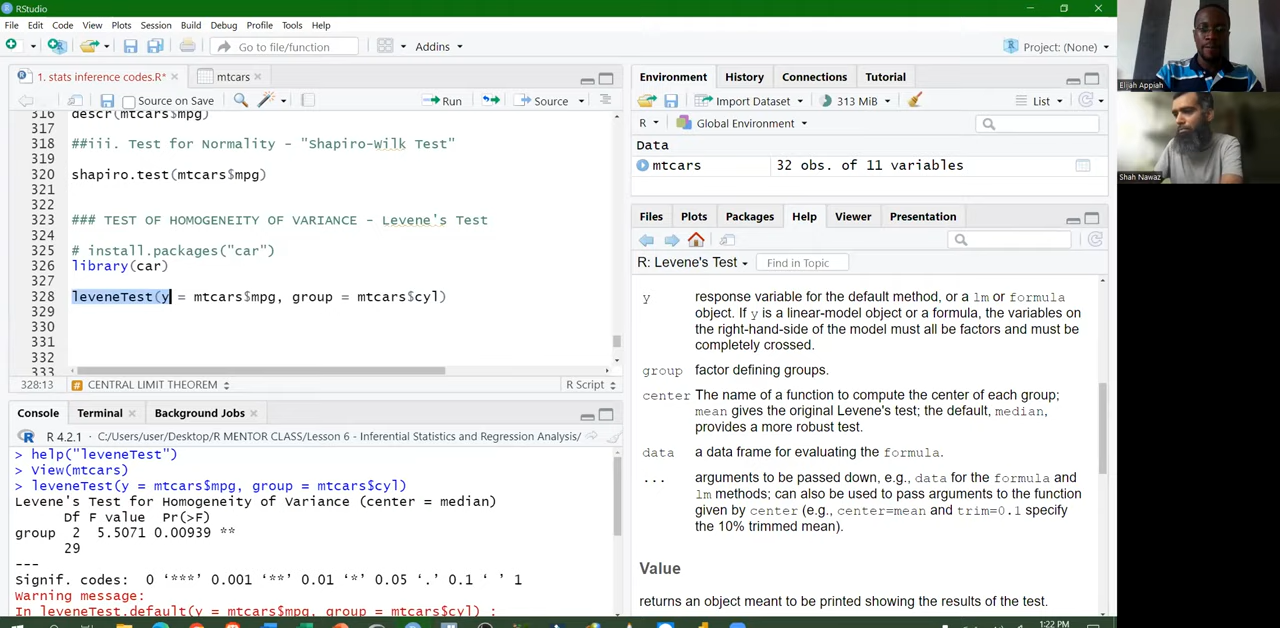 RStudio
File Edit Code View Plots Session Build Debug Profile Tools Help
Go to file/function
Addins
Project: (None)
1. stats inference codes.R*
mtcars
Source on Save
Run
Source
316 descr(mtcars$mpg)
317
318 ##iii. Test for Normality - "Shapiro-Wilk Test"
319
320 shapiro.test(mtcars$mpg)
321
322
323 ### TEST OF HOMOGENEITY OF VARIANCE - Levene's Test
324
325 # install.packages("car")
326 library(car)
327
328 leveneTest(y = mtcars$mpg, group = mtcars$cyl)
329
330
331
332
333
328:13 CENTRAL LIMIT THEOREM R Script
Console Terminal Background Jobs
R 4.2.1 · C:/Users/user/Desktop/R MENTOR CLASS/Lesson 6 - Inferential Statistics and Regression Analysis/
> help("leveneTest")
> View(mtcars)
> leveneTest(y = mtcars$mpg, group = mtcars$cyl)
Levene's Test for Homogeneity of Variance (center = median)
Df F value Pr(>F)
group 2 5.5071 0.00939 **
29
---
signif. codes: 0 ‘***’ 0.001 ‘**’ 0.01 ‘*’ 0.05 ‘.’ 0.1 ‘ ’ 1
Warning message:
In leveneTest.default(y = mtcars$mpg, group = mtcars$cyl) :
Environment History Connections Tutorial
Import Dataset 313 MiB List
R Global Environment
Data
mtcars 32 obs. of 11 variables
Files Plots Packages Help Viewer Presentation
R: Levene's Test Find in Topic
y response variable for the default method, or a lm or formula
object. If y is a linear-model object or a formula, the variables on
the right-hand-side of the model must all be factors and must be
completely crossed.
group factor defining groups.
center The name of a function to compute the center of each group;
mean gives the original Levene's test; the default, median,
provides a more robust test.
data a data frame for evaluating the formula.
... arguments to be passed down, e.g., data for the formula and
lm methods; can also be used to pass arguments to the function
given by center (e.g., center=mean and trim=0.1 specify
the 10% trimmed mean).
Value
returns an object meant to be printed showing the results of the test.
1:22 PM
Elijah Appiah
Shah Nawaz